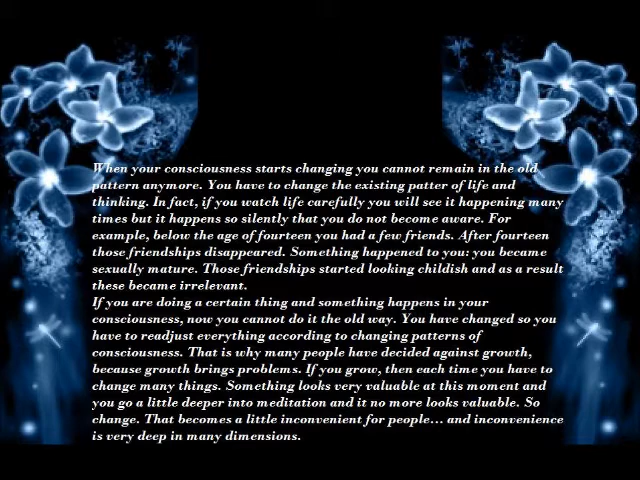 When your consciousness starts changing you cannot remain in the old
pattern anymore. You have to change the existing patter of life and
thinking. In fact, if you watch life carefully you will see it happening many
times but it happens so silently that you do not become aware. For
example, below the age of fourteen you had a few friends. After fourteen
those friendships disappeared. Something happened to you: you became
sexually mature. Those friendships started looking childish and as a result
these became irrelevant.
If you are doing a certain thing and something happens in your
consciousness, now you cannot do it the old way. You have changed so you
have to readjust everything according to changing patterns of
consciousness. That is why many people have decided against growth,
because growth brings problems. If you grow, then each time you have to
change many things. Something looks very valuable at this moment and
you go a little deeper into meditation and it no more looks valuable. So
change. That becomes a little inconvenient for people... and inconvenience
is very deep in many dimensions.